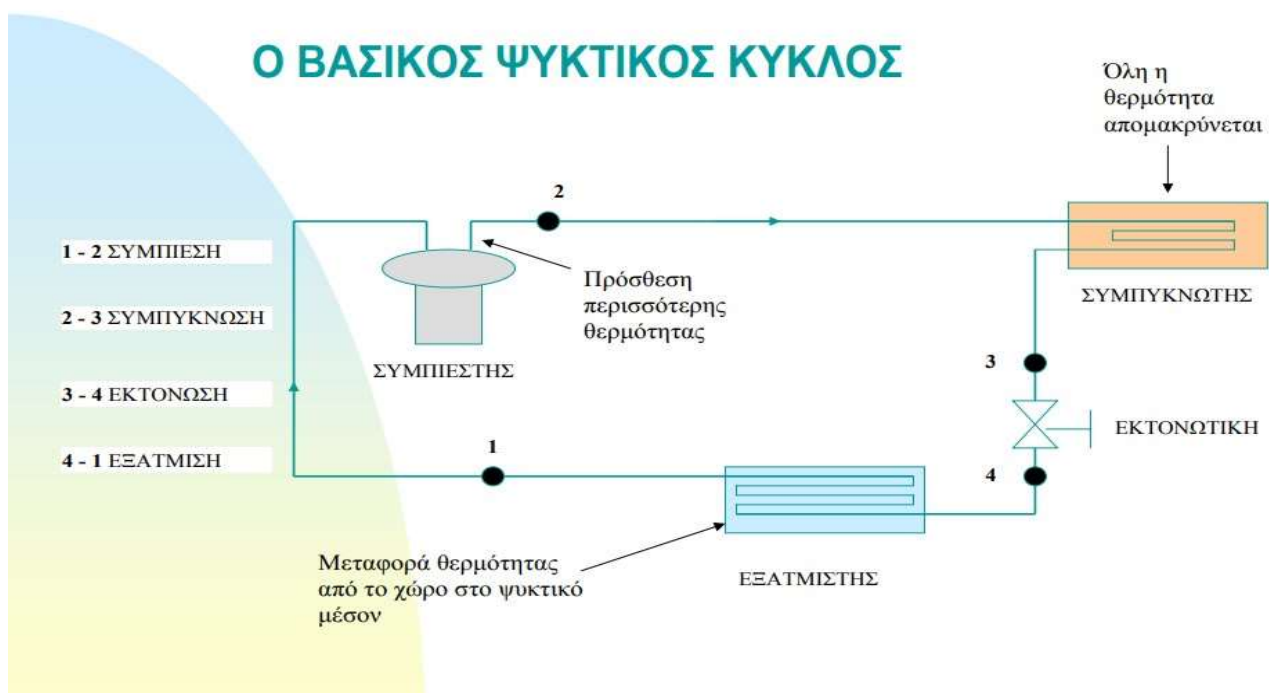 Ο ΒΑΣΙΚΟΣ ΨΥΚΤΙΚΟΣ ΚΥΚΛΟΣ
Όλη η
θερμότητα
απομακρύνεται
2
1 - 2 ΣΥΜΠΙΕΣΗ
Πρόσθεση
περισσότερης
θερμότητας
ΣΥΜΠΥΚΝΩΤΗΣ
2 - 3 ΣΥΜΠΥΚΝΩΣΗ
ΣΥΜΠΙΕΣΤΗΣ
3
3 - 4 ΕΚΤΟΝΩΣΗ
ΕΚΤΟΝΩΤΙΚΗ
1
4 - 1 ΕΞΑΤΜΙΣΗ
4
Μεταφορά θερμότητας
από το χώρο στο ψυκτικό
μέσον
ΕΞΑΤΜΙΣΤΗΣ